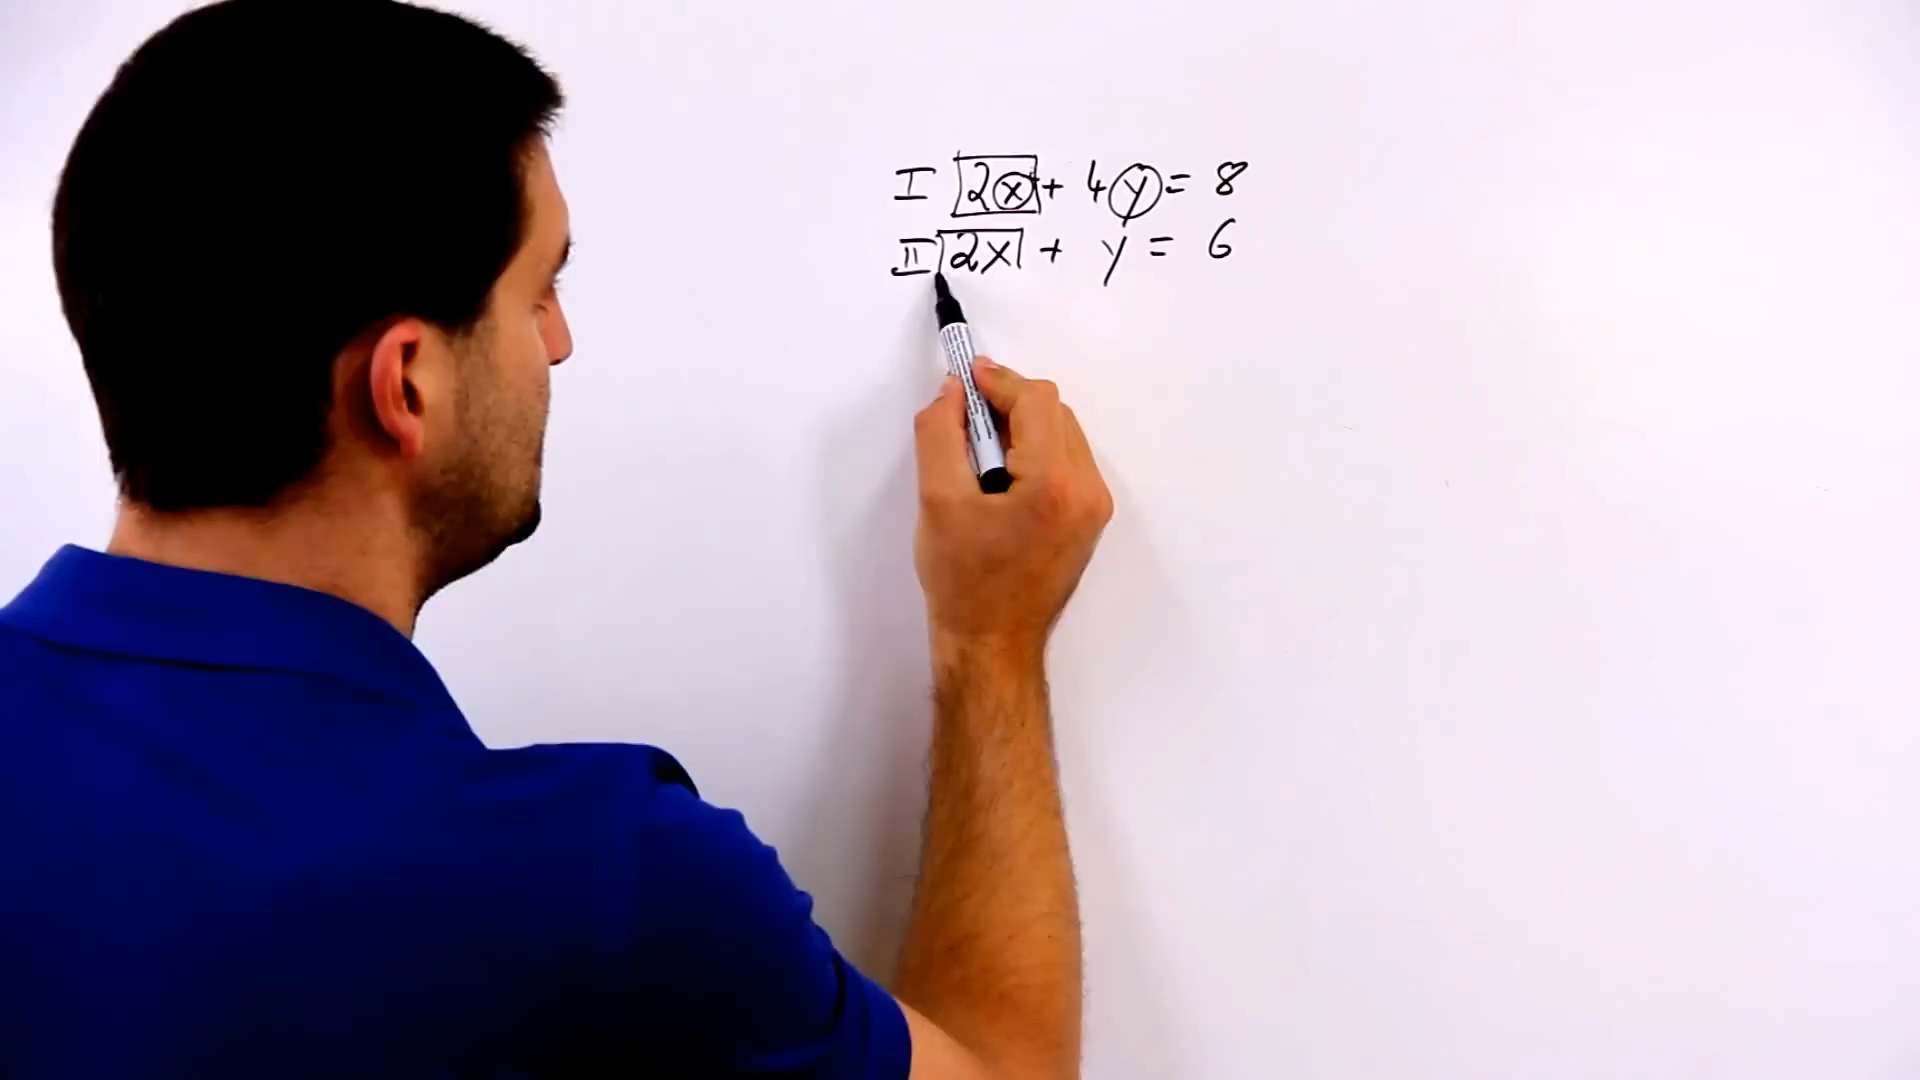 I 2x + 4y = 8
II 2x + y = 6